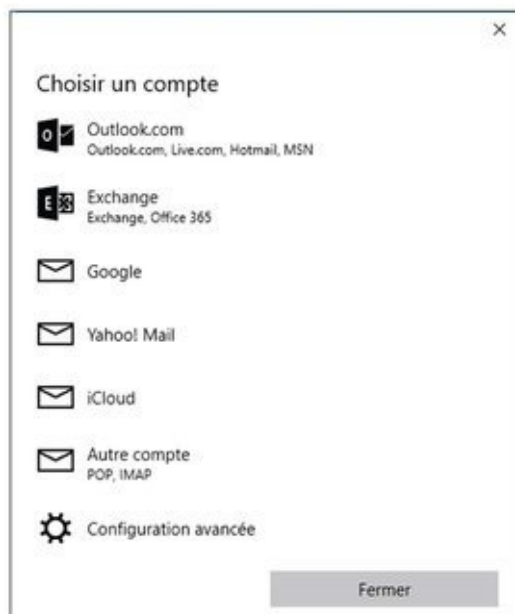 Choisir un compte
Outlook.com
Outlook.com, Live.com, Hotmail, MSN
Exchange
Exchange, Office 365
Google
Yahoo! Mail
iCloud
Autre compte
POP, IMAP
Configuration avancée
Fermer